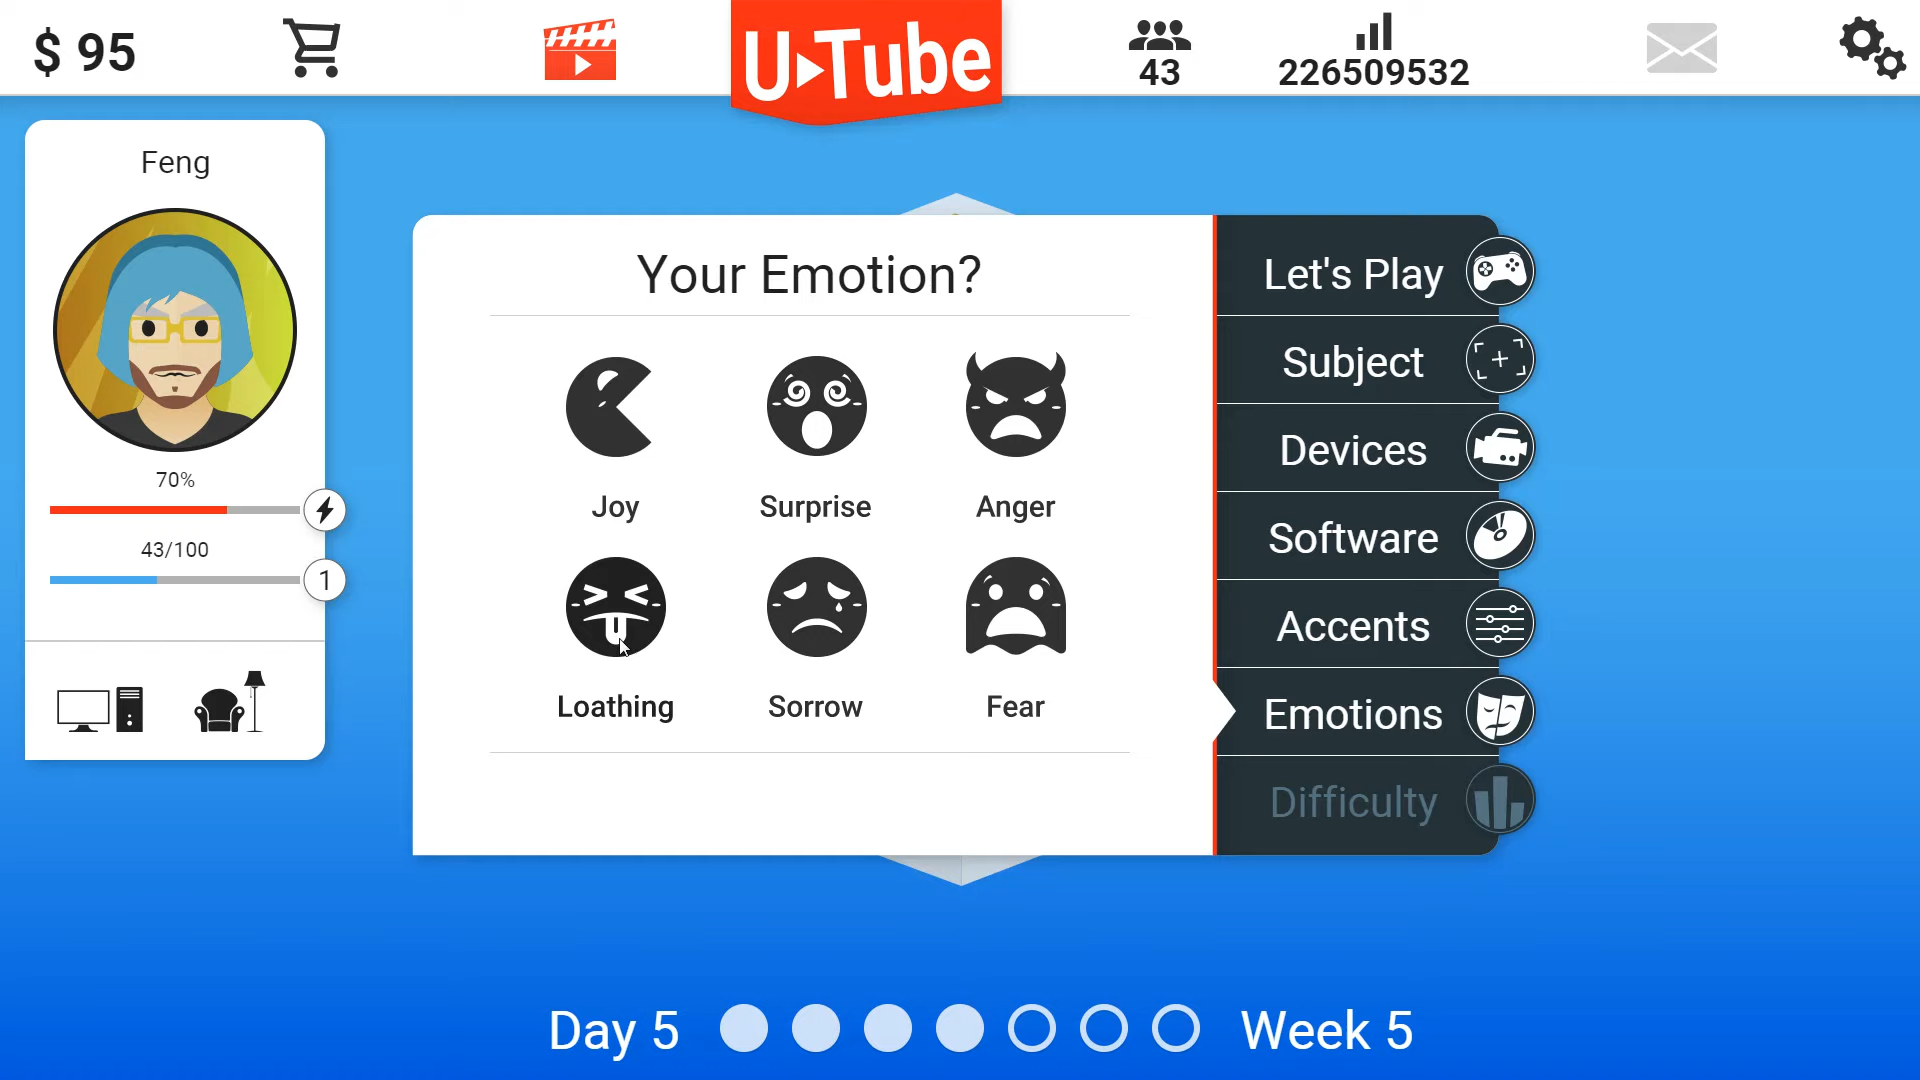 $ 95
U Tube
43
226509532
Feng
70%
43/100
1
Your Emotion?
Joy
Surprise
Anger
Loathing
Sorrow
Fear
Let's Play
Subject
Devices
Software
Accents
Emotions
Difficulty
Day 5
Week 5